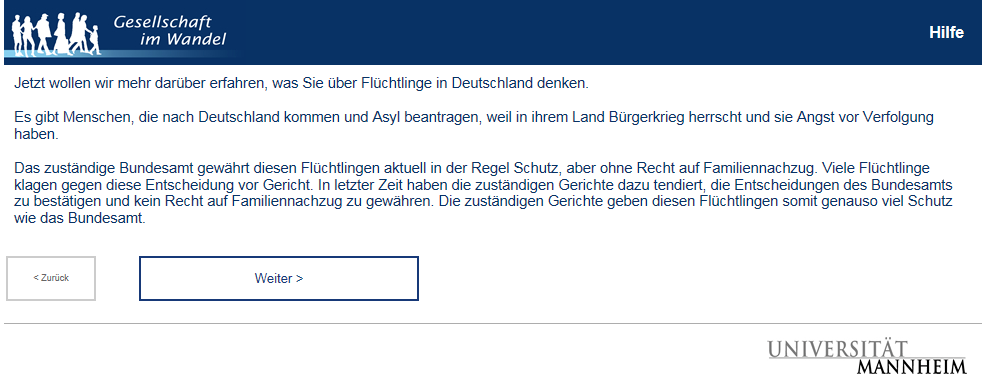 Gesellschaft
im Wandel
Hilfe
Jetzt wollen wir mehr darüber erfahren, was Sie über Flüchtlinge in Deutschland denken.
Es gibt Menschen, die nach Deutschland kommen und Asyl beantragen, weil in ihrem Land Bürgerkrieg herrscht und sie Angst vor Verfolgung
haben.
Das zuständige Bundesamt gewährt diesen Flüchtlingen aktuell in der Regel Schutz, aber ohne Recht auf Familiennachzug. Viele Flüchtlinge
klagen gegen diese Entscheidung vor Gericht. In letzter Zeit haben die zuständigen Gerichte dazu tendiert, die Entscheidungen des Bundesamts
zu bestätigen und kein Recht auf Familiennachzug zu gewähren. Die zuständigen Gerichte geben diesen Flüchtlingen somit genauso viel Schutz
wie das Bundesamt.
< Zurück
Weiter >
UNIVERSITÄT
MANNHEIM